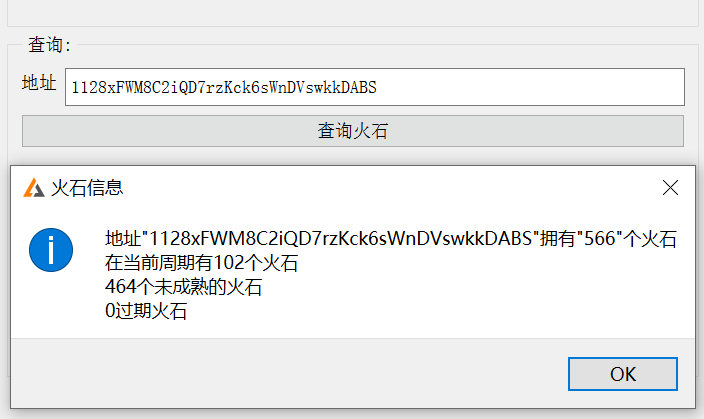 查询:
地址 1128xFWM8C2iQD7rzKck6sWnDVswkkDABS
查询火石
火石信息
地址"1128xFWM8C2iQD7rzKck6sWnDVswkkDABS"拥有"566"个火石
在当前周期有102个火石
464个未成熟的火石
0过期火石
OK